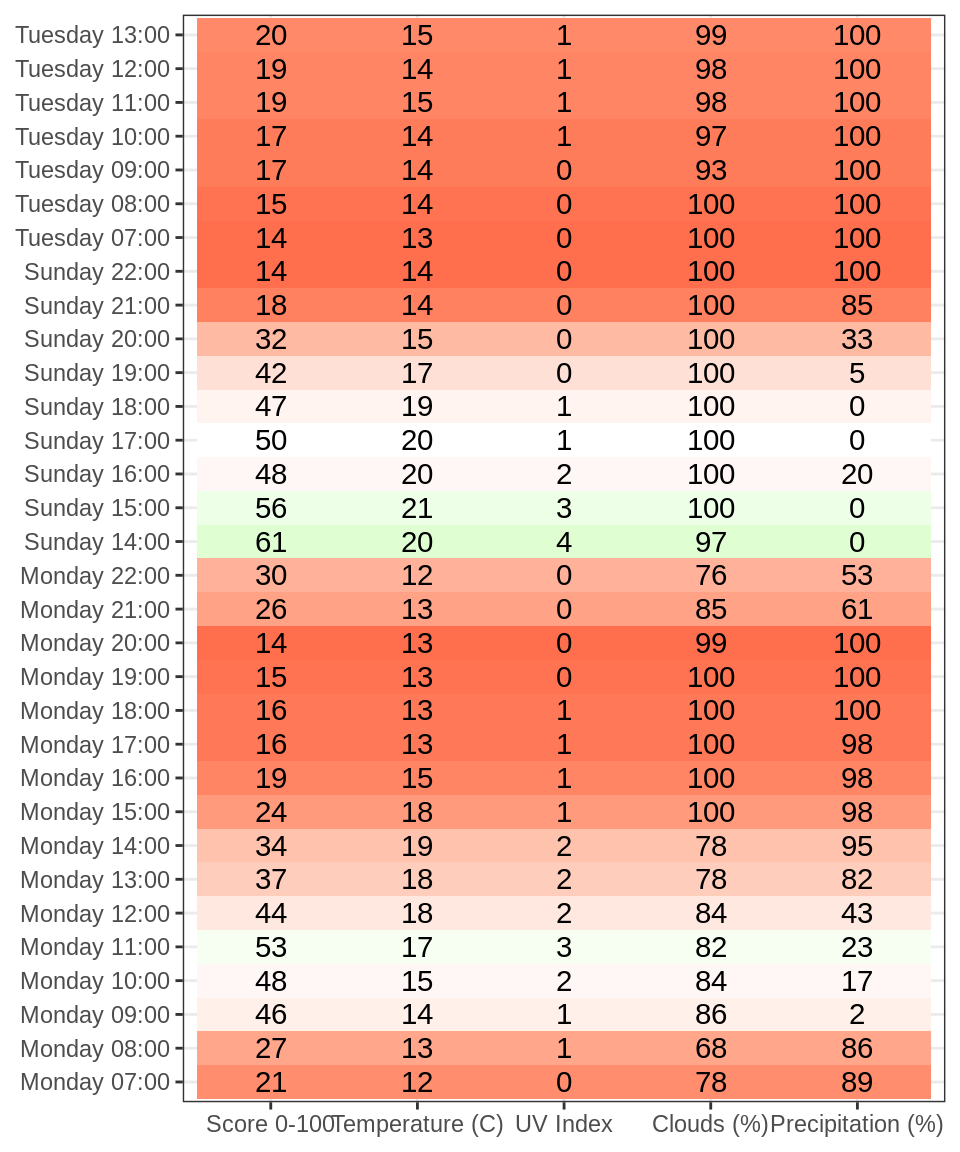 Tuesday 13:00 20 15 1 99 100
Tuesday 12:00 19 14 1 98 100
Tuesday 11:00 19 15 1 98 100
Tuesday 10:00 17 14 1 97 100
Tuesday 09:00 17 14 0 93 100
Tuesday 08:00 15 14 0 100 100
Tuesday 07:00 14 13 0 100 100
Sunday 22:00 14 14 0 100 100
Sunday 21:00 18 14 0 100 85
Sunday 20:00 32 15 0 100 33
Sunday 19:00 42 17 0 100 5
Sunday 18:00 47 19 1 100 0
Sunday 17:00 50 20 1 100 0
Sunday 16:00 48 20 2 100 20
Sunday 15:00 56 21 3 100 0
Sunday 14:00 61 20 4 97 0
Monday 22:00 30 12 0 76 53
Monday 21:00 26 13 0 85 61
Monday 20:00 14 13 0 99 100
Monday 19:00 15 13 0 100 100
Monday 18:00 16 13 1 100 100
Monday 17:00 16 13 1 100 98
Monday 16:00 19 15 1 100 98
Monday 15:00 24 18 1 100 98
Monday 14:00 34 19 2 78 95
Monday 13:00 37 18 2 78 82
Monday 12:00 44 18 2 84 43
Monday 11:00 53 17 3 82 23
Monday 10:00 48 15 2 84 17
Monday 09:00 46 14 1 86 2
Monday 08:00 27 13 1 68 86
Monday 07:00 21 12 0 78 89
Score 0-100 Temperature (C) UV Index Clouds (%) Precipitation (%)